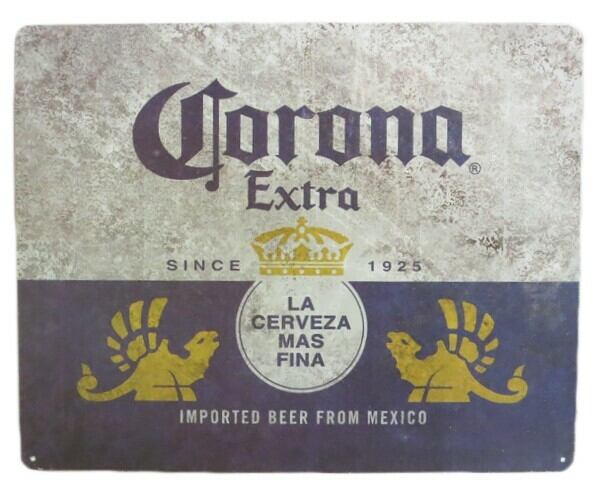 Corona®
Extra
SINCE 1925
LA
CERVEZA
MAS
FINA
IMPORTED BEER FROM MEXICO